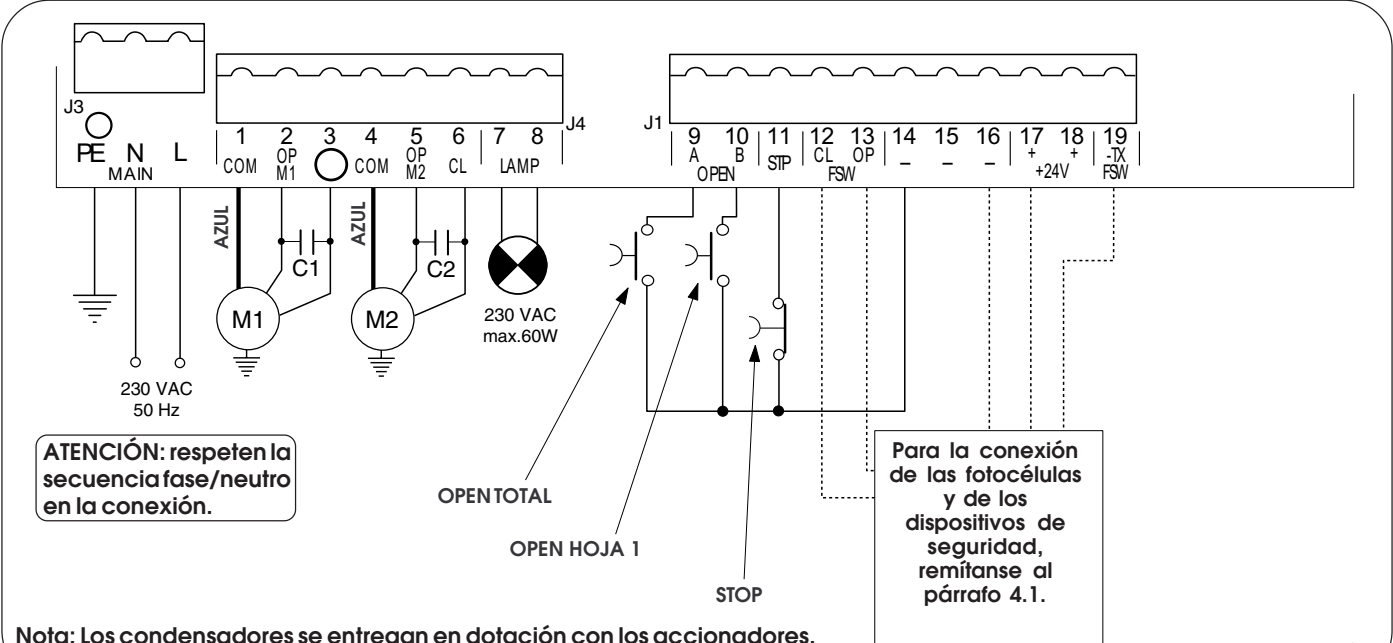 J3
J4
J1
PE N L
MAIN
1 2 3 4 5 6 7 8
COM OP COM OP CL LAMP
M1 M2
9 10 11 12 13 14 15 16 17 18 19
A B STP CL OP – – – + + -TX
OPEN FSW +24V FSW
AZUL
AZUL
C1
C2
M1
M2
230 VAC
max.60W
230 VAC
50 Hz
ATENCIÓN: respeten la
secuencia fase/neutro
en la conexión.
OPEN TOTAL
OPEN HOJA 1
STOP
Para la conexión
de las fotocélulas
y de los
dispositivos de
seguridad,
remítanse al
párrafo 4.1.
Nota: Los condensadores se entregan en dotación con los accionadores.